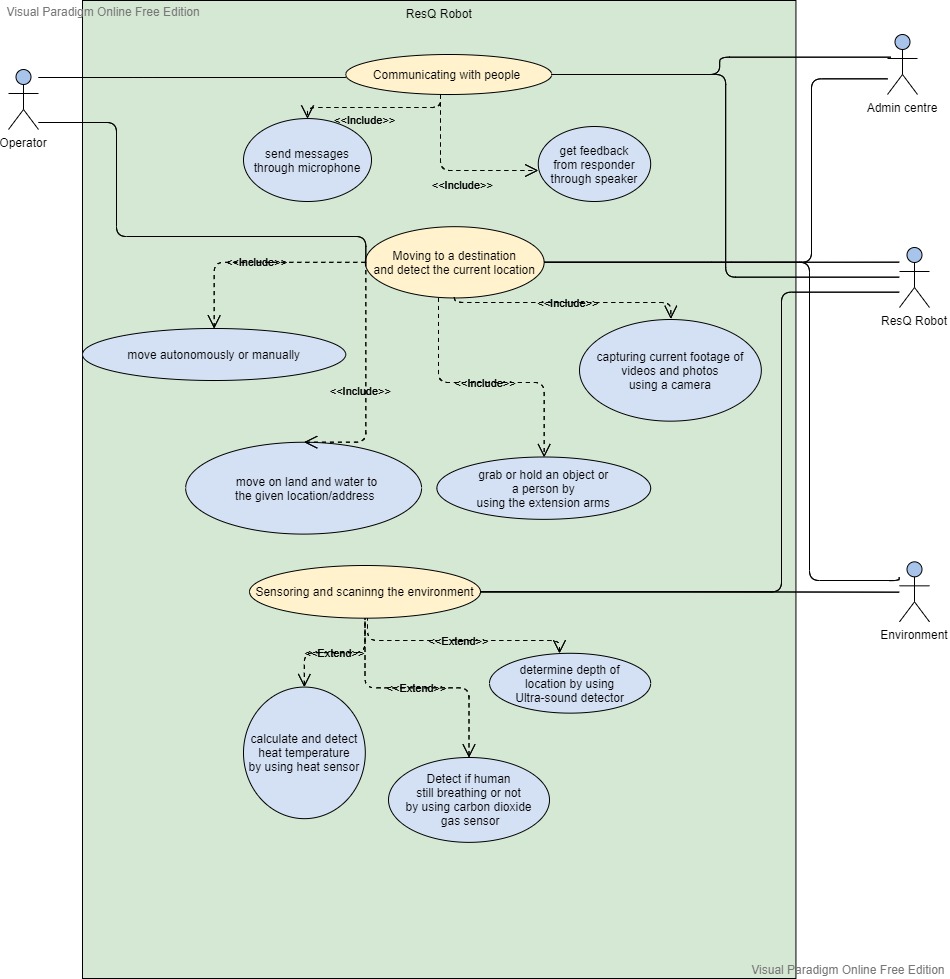 Visual Paradigm Online Free Edition
ResQ Robot
Communicating with people
Admin centre
Operator
<<Include>>
send messages
through microphone
get feedback
from responder
through speaker
<<Include>>
Moving to a destination
and detect the current location
<<Include>>
<<Include>>
ResQ Robot
move autonomously or manually
capturing current footage of
videos and photos
using a camera
<<Include>>
<<Include>>
move on land and water to
the given location/address
grab or hold an object or
a person by
using the extension arms
Sensoring and scaninng the environment
Environment
<<Extend>>
<<Extend>>
determine depth of
location by using
Ultra-sound detector
<<Extend>>
calculate and detect
heat temperature
by using heat sensor
Detect if human
still breathing or not
by using carbon dioxide
gas sensor
Visual Paradigm Online Free Edition